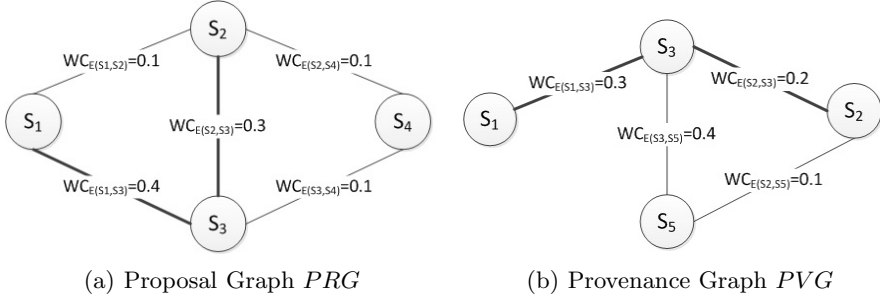 S2
S3
WCE(S1,S2)=0.1
WCE(S2,S4)=0.1
WCE(S1,S3)=0.3
WCE(S2,S3)=0.2
S1
WCE(S2,S3)=0.3
S4
S1
WCE(S3,S5)=0.4
S2
WCE(S1,S3)=0.4
WCE(S3,S4)=0.1
WCE(S2,S5)=0.1
S3
S5
(a) Proposal Graph PRG
(b) Provenance Graph PVG